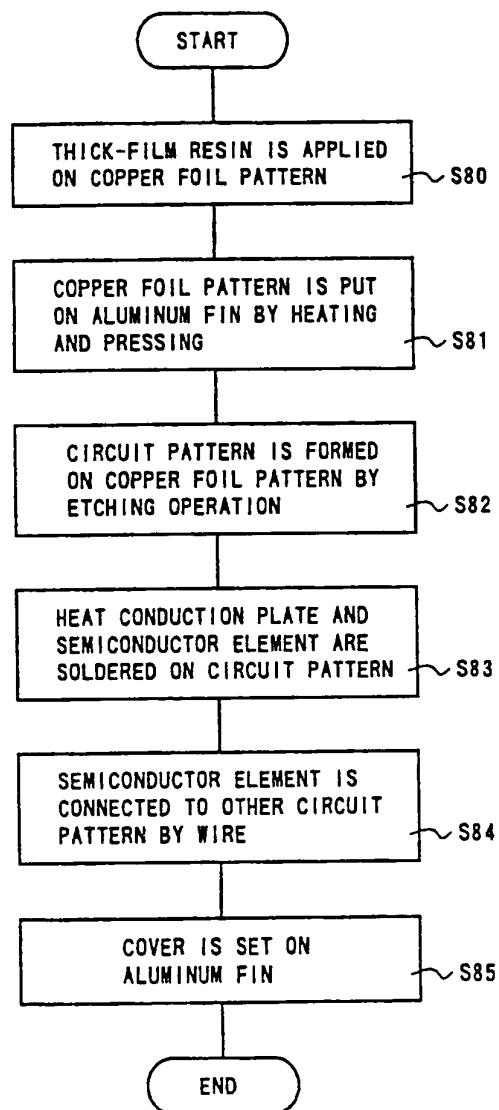 START
THICK-FILM RESIN IS APPLIED
ON COPPER FOIL PATTERN
S80
COPPER FOIL PATTERN IS PUT
ON ALUMINUM FIN BY HEATING
AND PRESSING
S81
CIRCUIT PATTERN IS FORMED
ON COPPER FOIL PATTERN BY
ETCHING OPERATION
S82
HEAT CONDUCTION PLATE AND
SEMICONDUCTOR ELEMENT ARE
SOLDERED ON CIRCUIT PATTERN
S83
SEMICONDUCTOR ELEMENT IS
CONNECTED TO OTHER CIRCUIT
PATTERN BY WIRE
S84
COVER IS SET ON
ALUMINUM FIN
S85
END